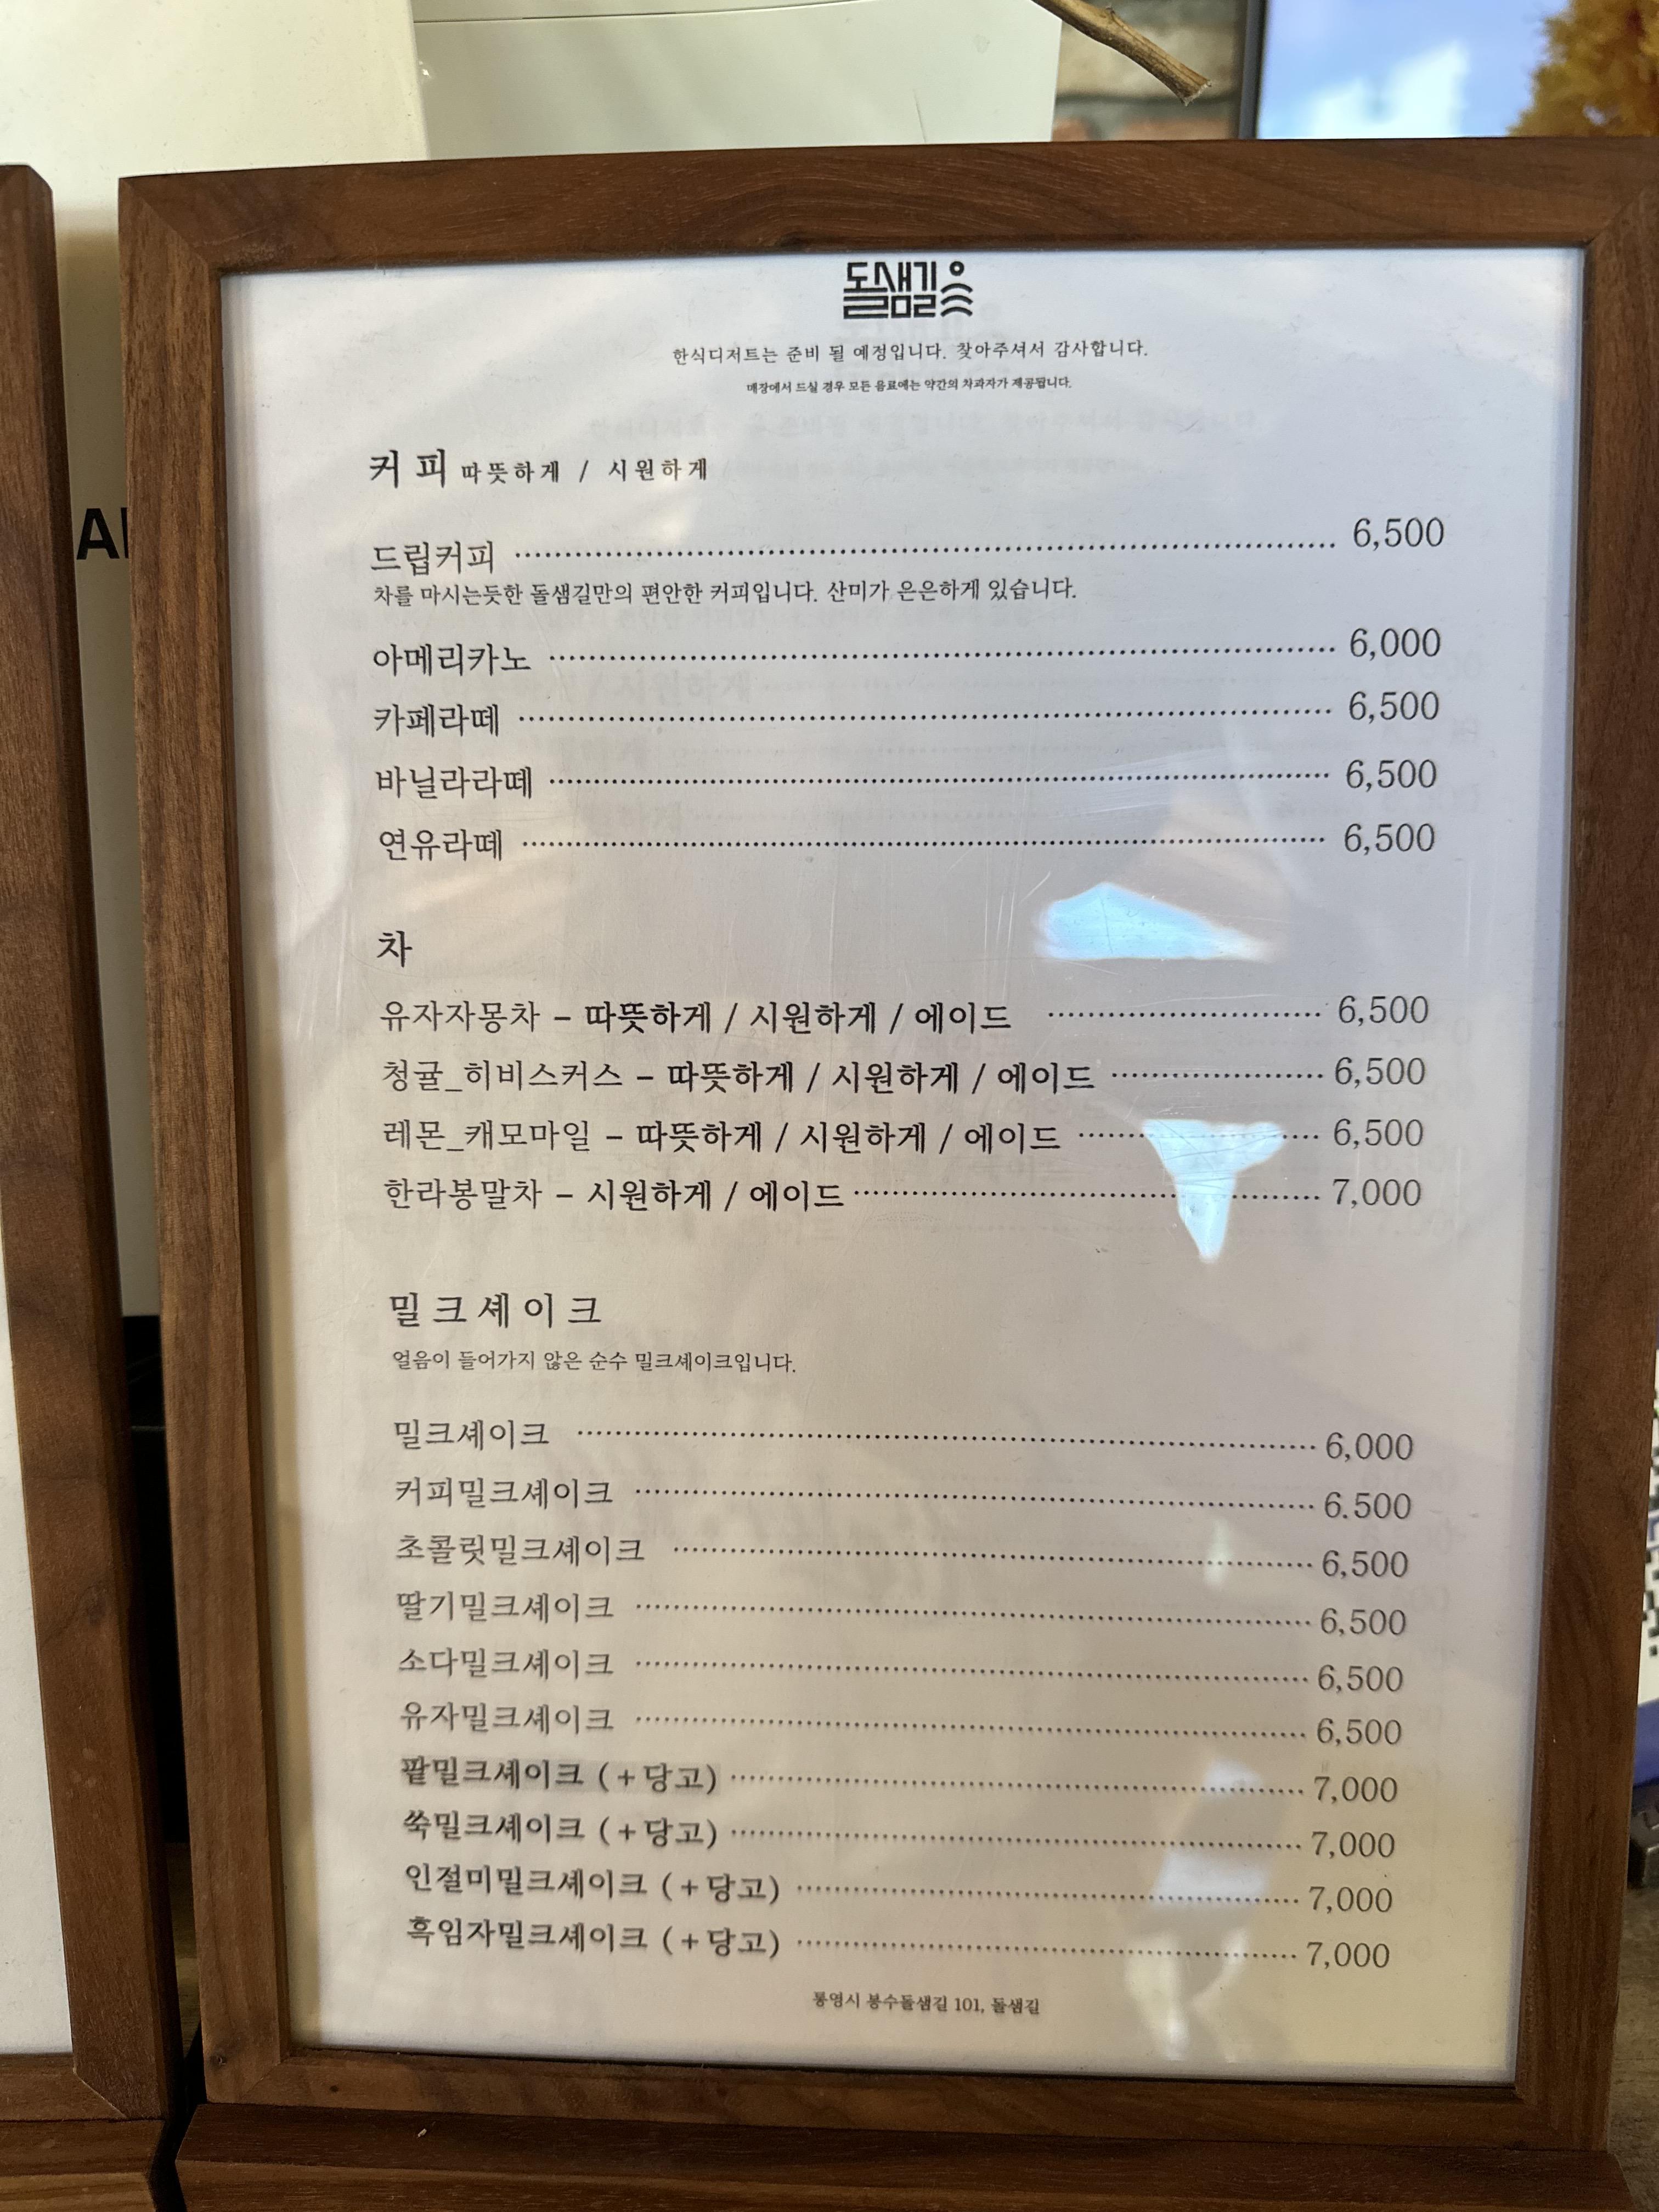 돌샘길
한식디저트는 준비 될 예정입니다. 찾아주셔서 감사합니다.
매장에서 드실 경우 모든 음료에는 약간의 차과자가 제공됩니다.
커 피 따뜻하게 / 시원하게
드립커피 6,500
차를 마시는듯한 돌샘길만의 편안한 커피입니다. 산미가 은은하게 있습니다.
아메리카노 6,000
카페라떼 6,500
바닐라라떼 6,500
연유라떼 6,500
차
유자자몽차 – 따뜻하게 / 시원하게 / 에이드 6,500
청귤_히비스커스 – 따뜻하게 / 시원하게 / 에이드 6,500
레몬_캐모마일 – 따뜻하게 / 시원하게 / 에이드 6,500
한라봉말차 – 시원하게 / 에이드 7,000
밀크셰이크
얼음이 들어가지 않은 순수 밀크셰이크입니다.
밀크셰이크 6,000
커피밀크셰이크 6.500
초콜릿밀크셰이크 6,500
딸기밀크셰이크 6,500
소다밀크셰이크 6,500
유자밀크셰이크 6,500
팥밀크셰이크 (+당고) 7,000
쑥밀크셰이크 (+당고) 7,000
인절미밀크셰이크 (+당고) 7,000
흑임자밀크셰이크 (+당고) 7,000
통영시 봉수돌샘길 101, 돌샘길